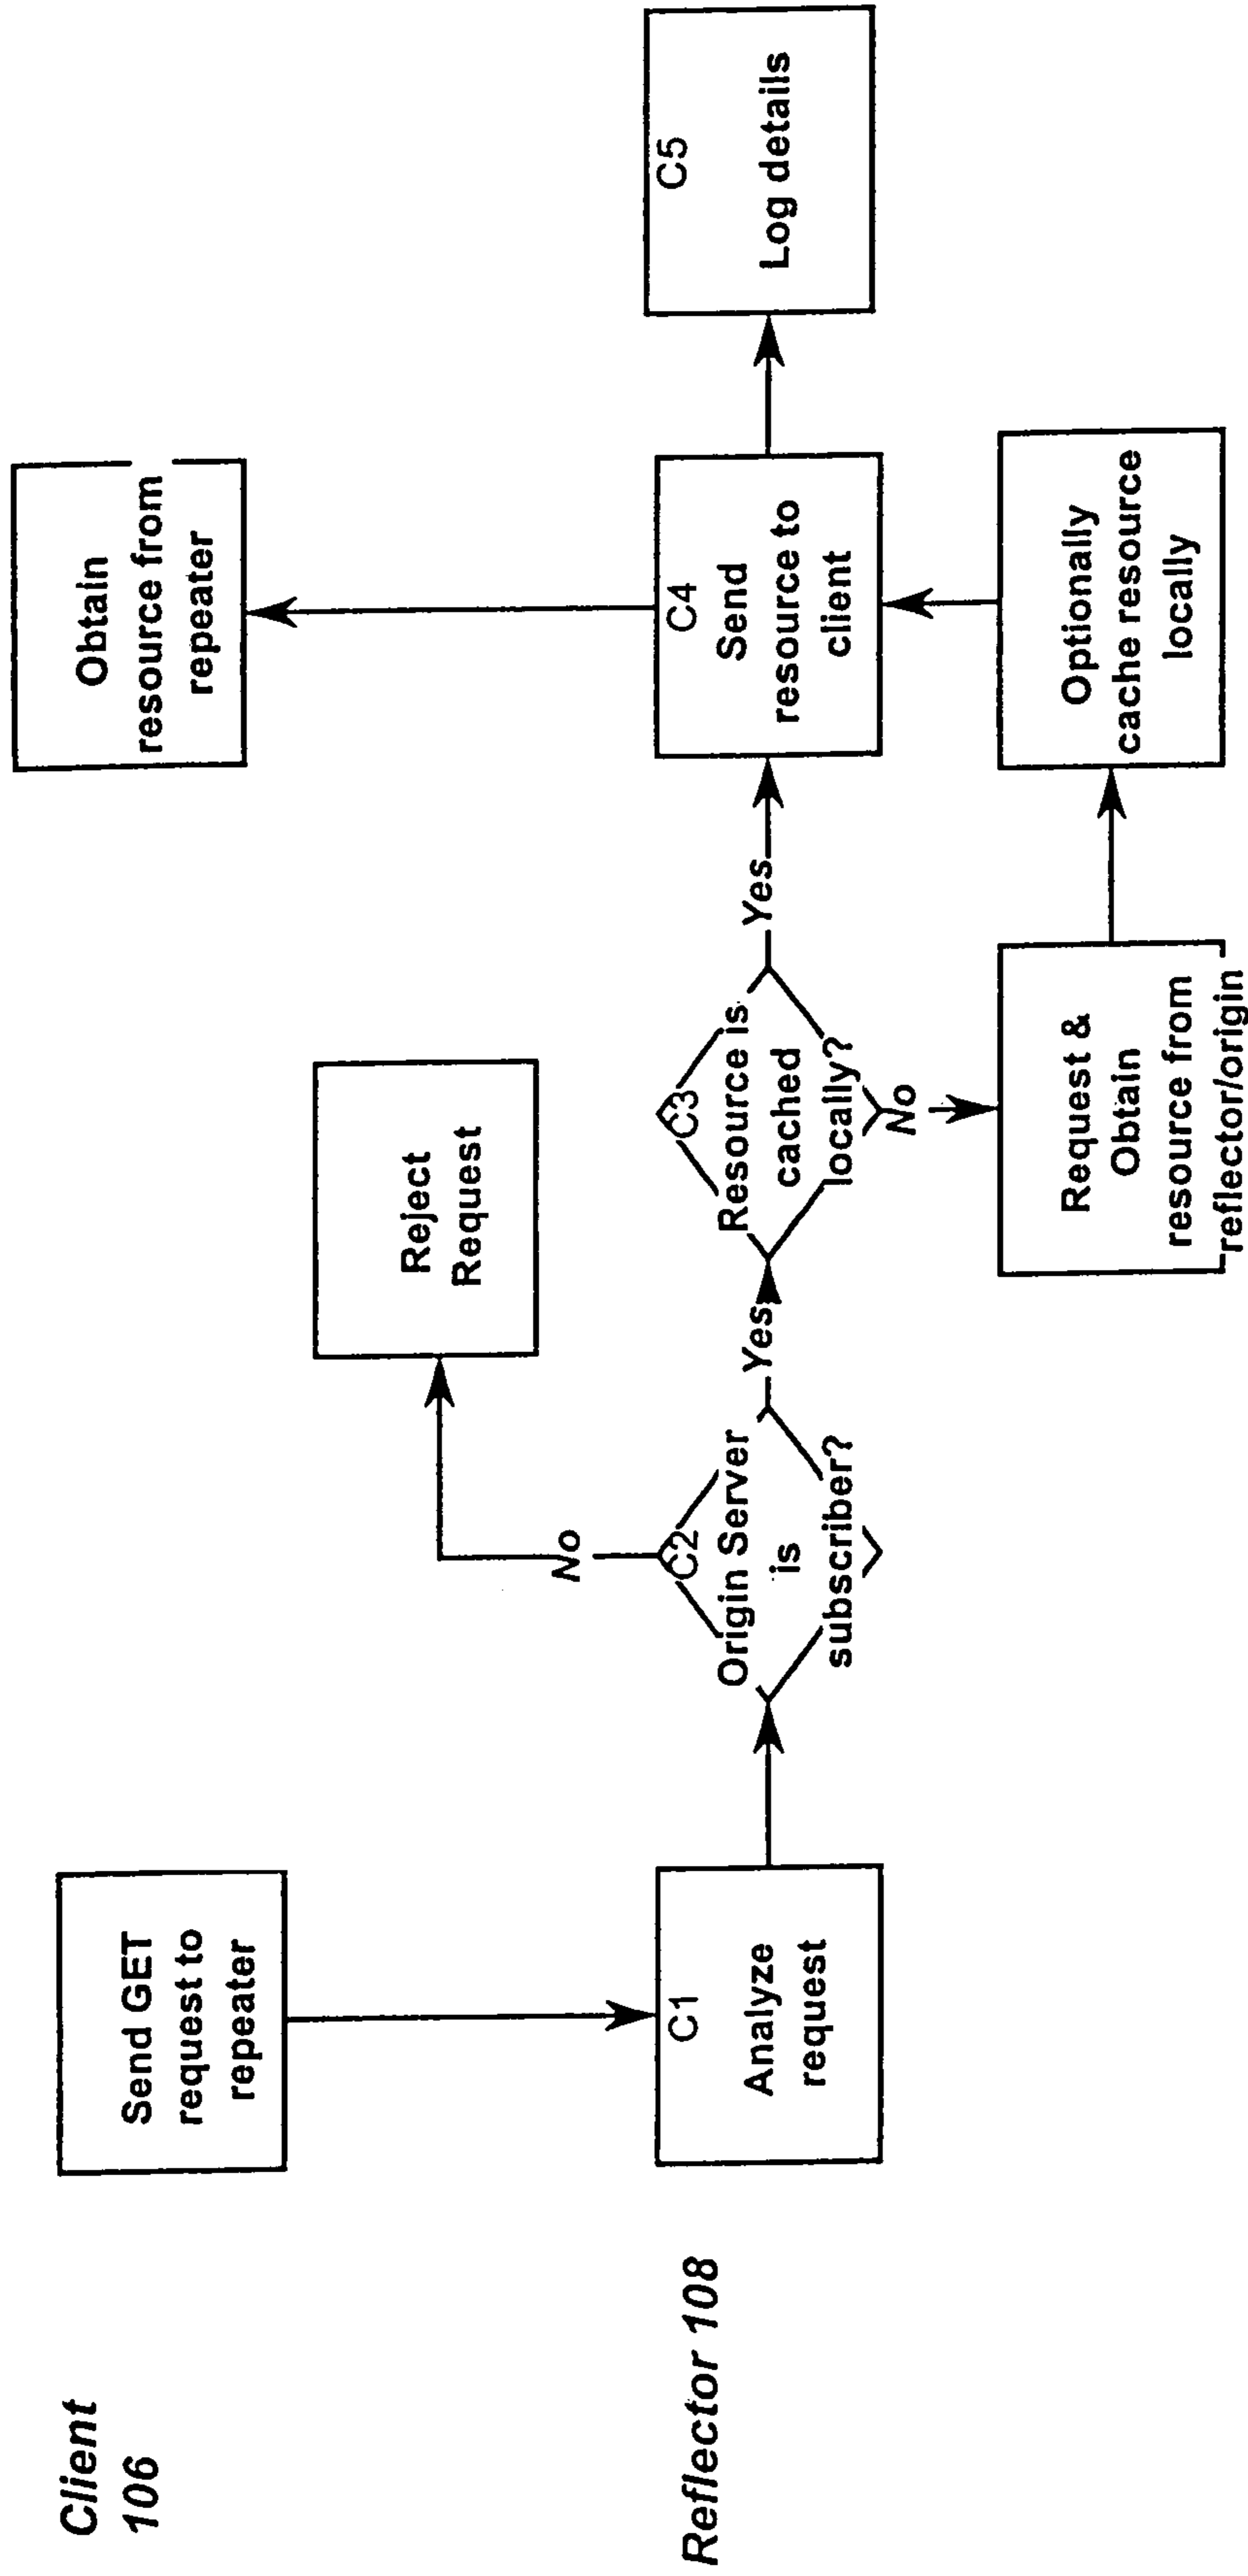 Client
106
Send GET
request to
repeater
Obtain
resource from
repeater
Reject
Request
No
Reflector 108
C1
Analyze
request
C2
Origin Server
is
subscriber?
Yes
C3
Resource is
cached
locally?
Yes
C4
Send
resource to
client
C5
Log details
No
Request &
Obtain
resource from
reflector/origin
Optionally
cache resource
locally